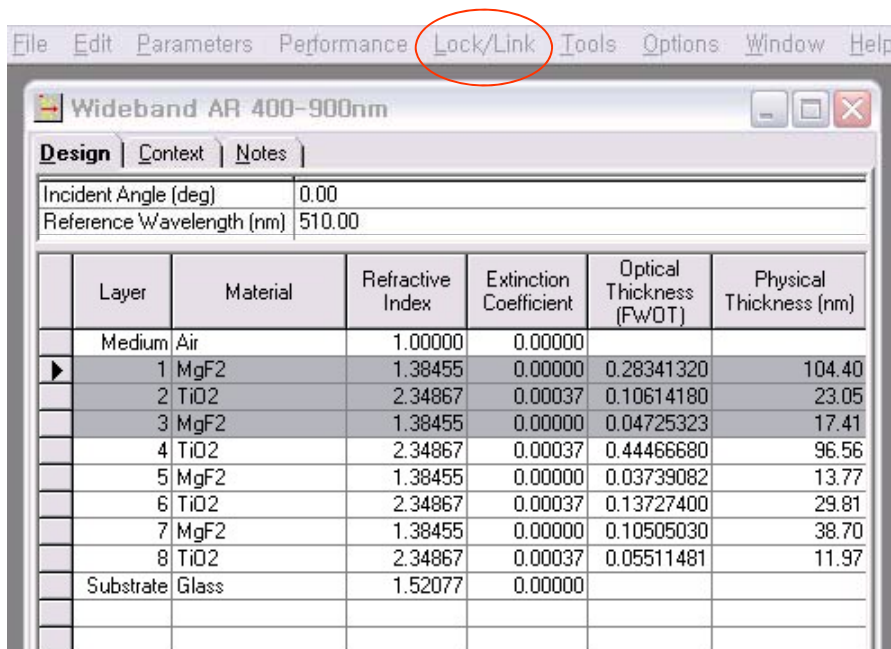 File Edit Parameters Performance Lock/Link Tools Options Window Help
Wideband AR 400-900nm
Design Context Notes
Incident Angle (deg) 0.00
Reference Wavelength (nm) 510.00
Layer Material Refractive Index Extinction Coefficient Optical Thickness (FWOT) Physical Thickness (nm)
Medium Air 1.00000 0.00000
1 MgF2 1.38455 0.00000 0.28341320 104.40
2 TiO2 2.34867 0.00037 0.10614180 23.05
3 MgF2 1.38455 0.00000 0.04725323 17.41
4 TiO2 2.34867 0.00037 0.44466680 96.56
5 MgF2 1.38455 0.00000 0.03739082 13.77
6 TiO2 2.34867 0.00037 0.13727400 29.81
7 MgF2 1.38455 0.00000 0.10505030 38.70
8 TiO2 2.34867 0.00037 0.05511481 11.97
Substrate Glass 1.52077 0.00000